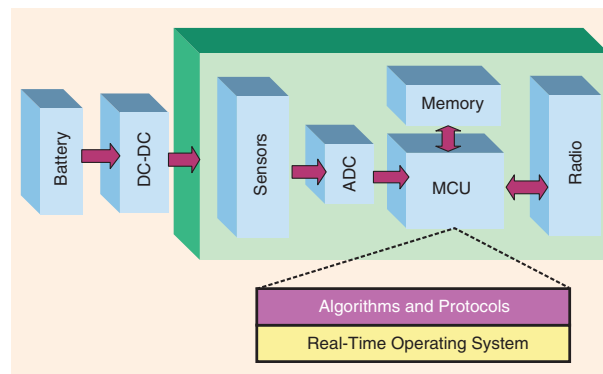 Battery
DC-DC
Sensors
ADC
Memory
MCU
Radio
Algorithms and Protocols
Real-Time Operating System